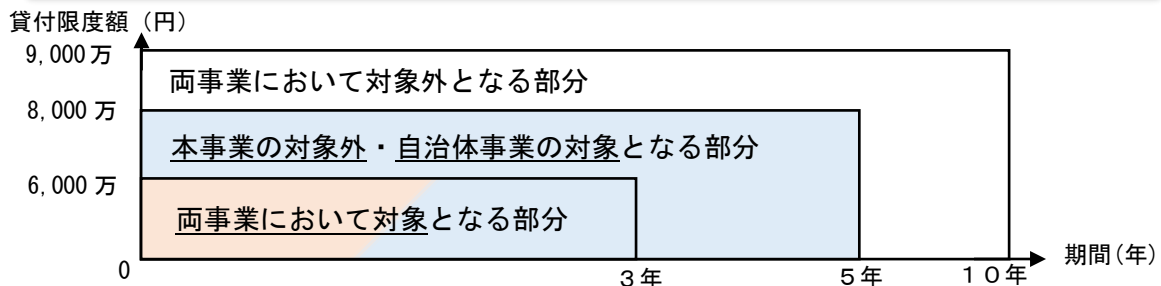 貸付限度額（円）
9,000万
両事業において対象外となる部分
8,000万
本事業の対象外・自治体事業の対象となる部分
6,000万
両事業において対象となる部分
0
３年
５年
１０年
期間(年)